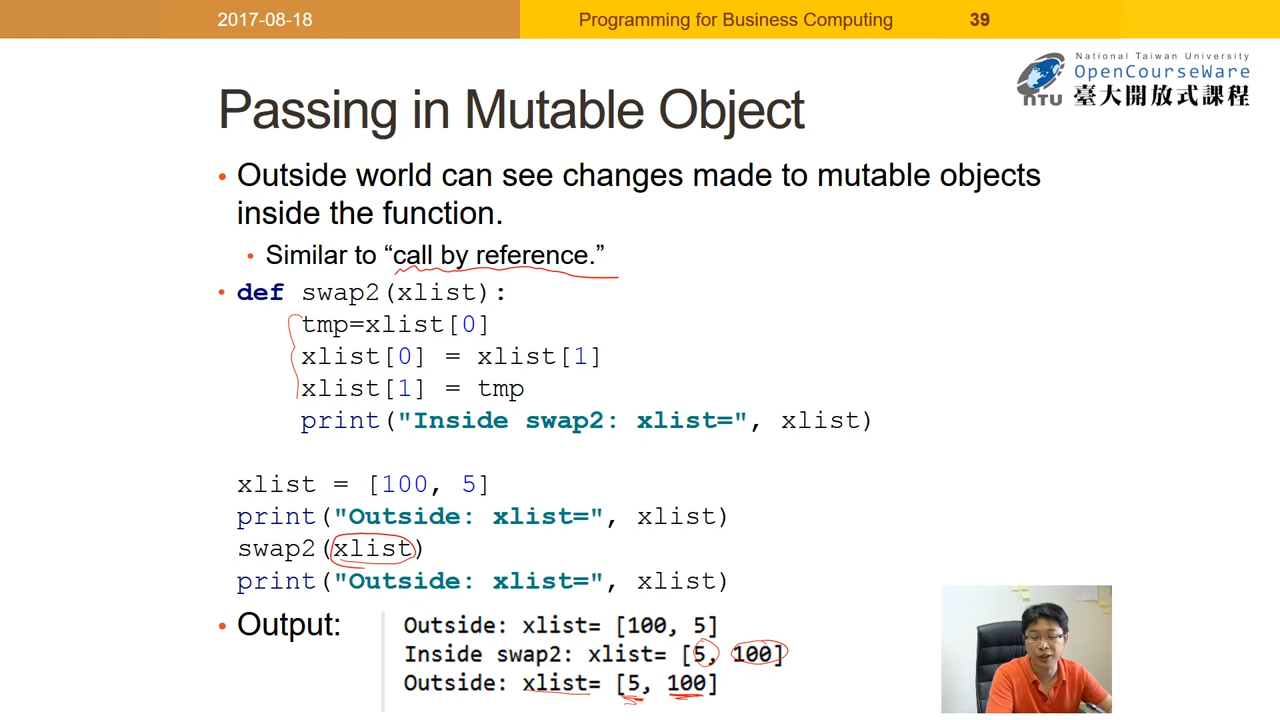 2017-08-18
Programming for Business Computing
39
National Taiwan University
OpenCourseWare
臺大開放式課程
NTU
Passing in Mutable Object
• Outside world can see changes made to mutable objects
inside the function.
• Similar to “call by reference.”
• def swap2(xlist):
tmp=xlist[0]
xlist[0] = xlist[1]
xlist[1] = tmp
print("Inside swap2: xlist=", xlist)
xlist = [100, 5]
print("Outside: xlist=", xlist)
swap2(xlist)
print("Outside: xlist=", xlist)
• Output:
Outside: xlist= [100, 5]
Inside swap2: xlist= [5, 100]
Outside: xlist= [5, 100]